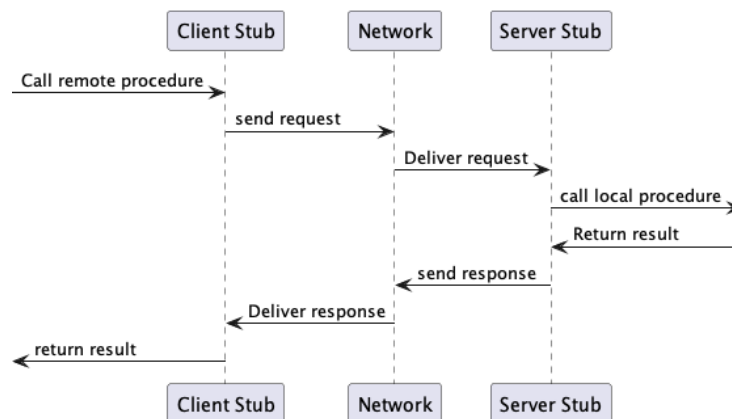 Client Stub
Network
Server Stub
Call remote procedure
send request
Deliver request
call local procedure
Return result
send response
Deliver response
return result
Client Stub
Network
Server Stub